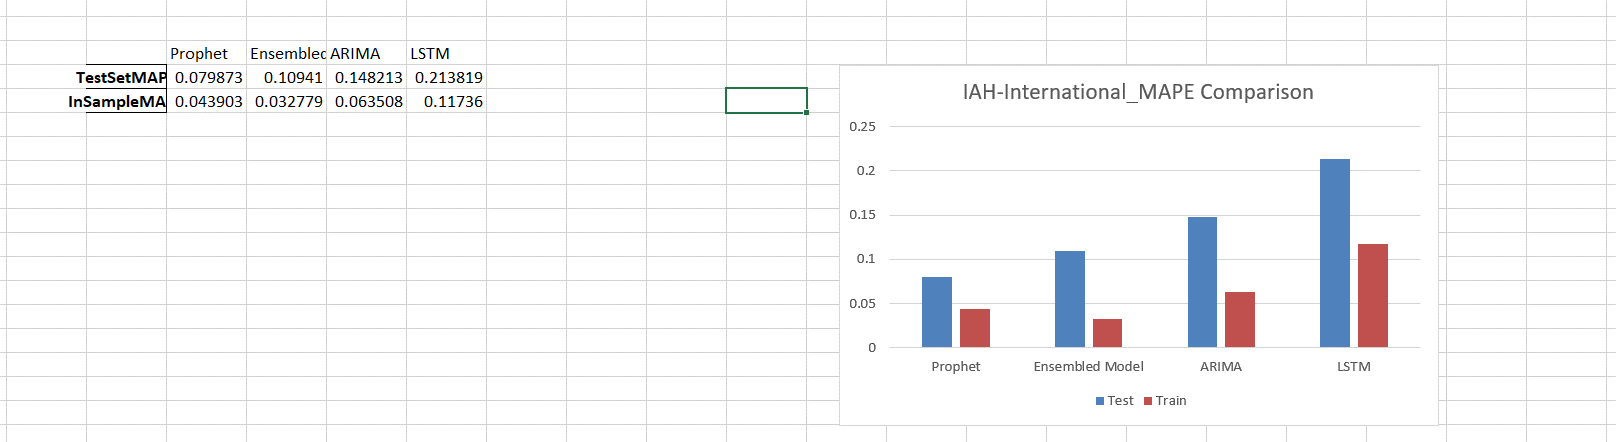 Prophet Ensembled ARIMA LSTM
TestSetMAP 0.079873 0.10941 0.148213 0.213819
InSampleMA 0.043903 0.032779 0.063508 0.11736
IAH-International_MAPE Comparison
0.25
0.2
0.15
0.1
0.05
0
Prophet Ensembled Model ARIMA LSTM
Test Train